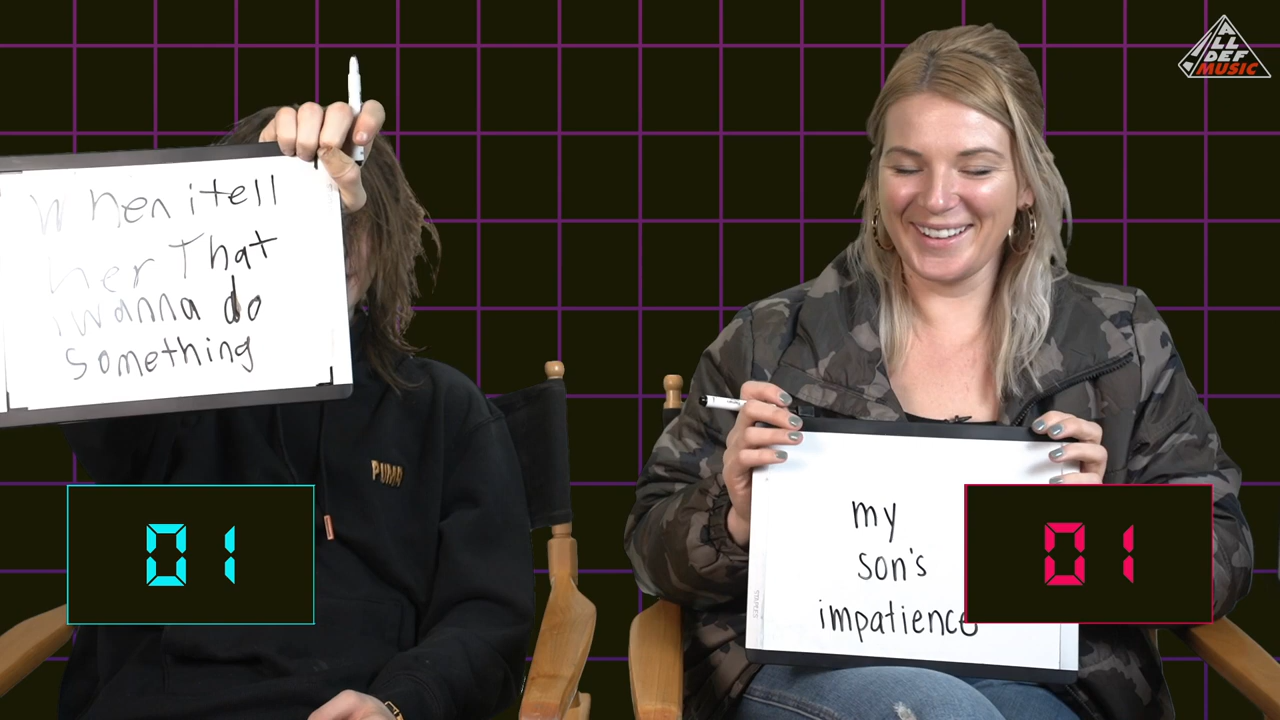 When i tell
her That
i wanna do
something
PUMA
my
son's
impatience
01
01
ALL
DEF
MUSIC